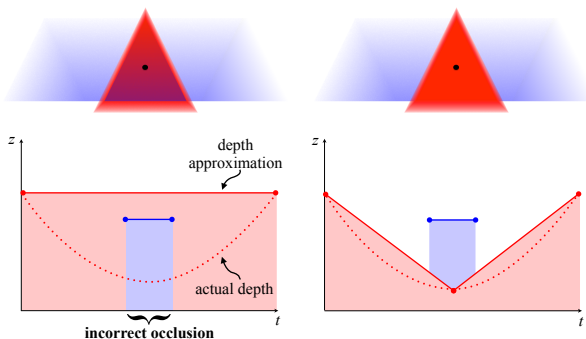 z
depth
approximation
actual depth
t
incorrect occlusion
z
t